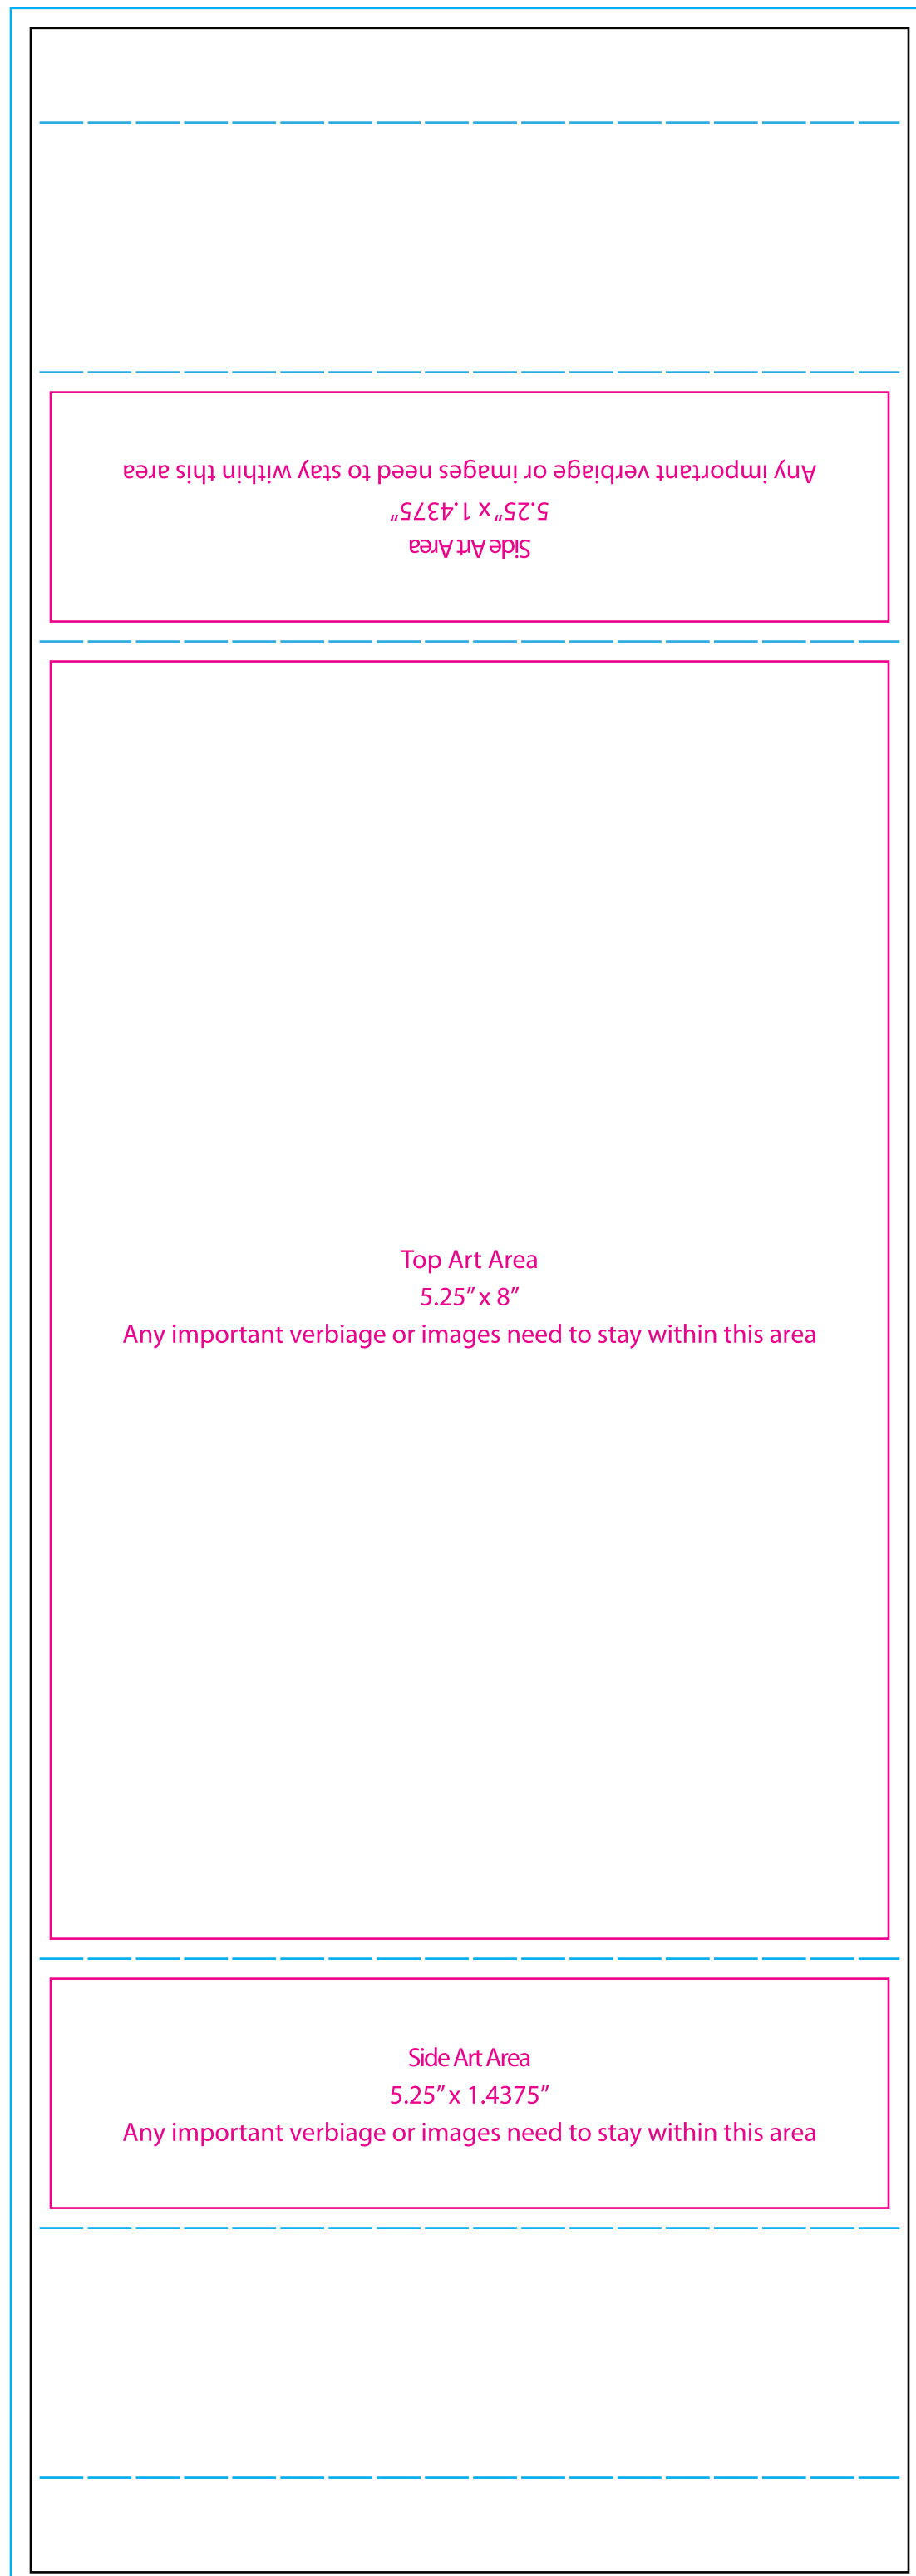 Any important verbiage or images need to stay within this area
5.25” x 1.4375”
Side Art Area
Top Art Area
5.25” x 8”
Any important verbiage or images need to stay within this area
Side Art Area
5.25” x 1.4375”
Any important verbiage or images need to stay within this area